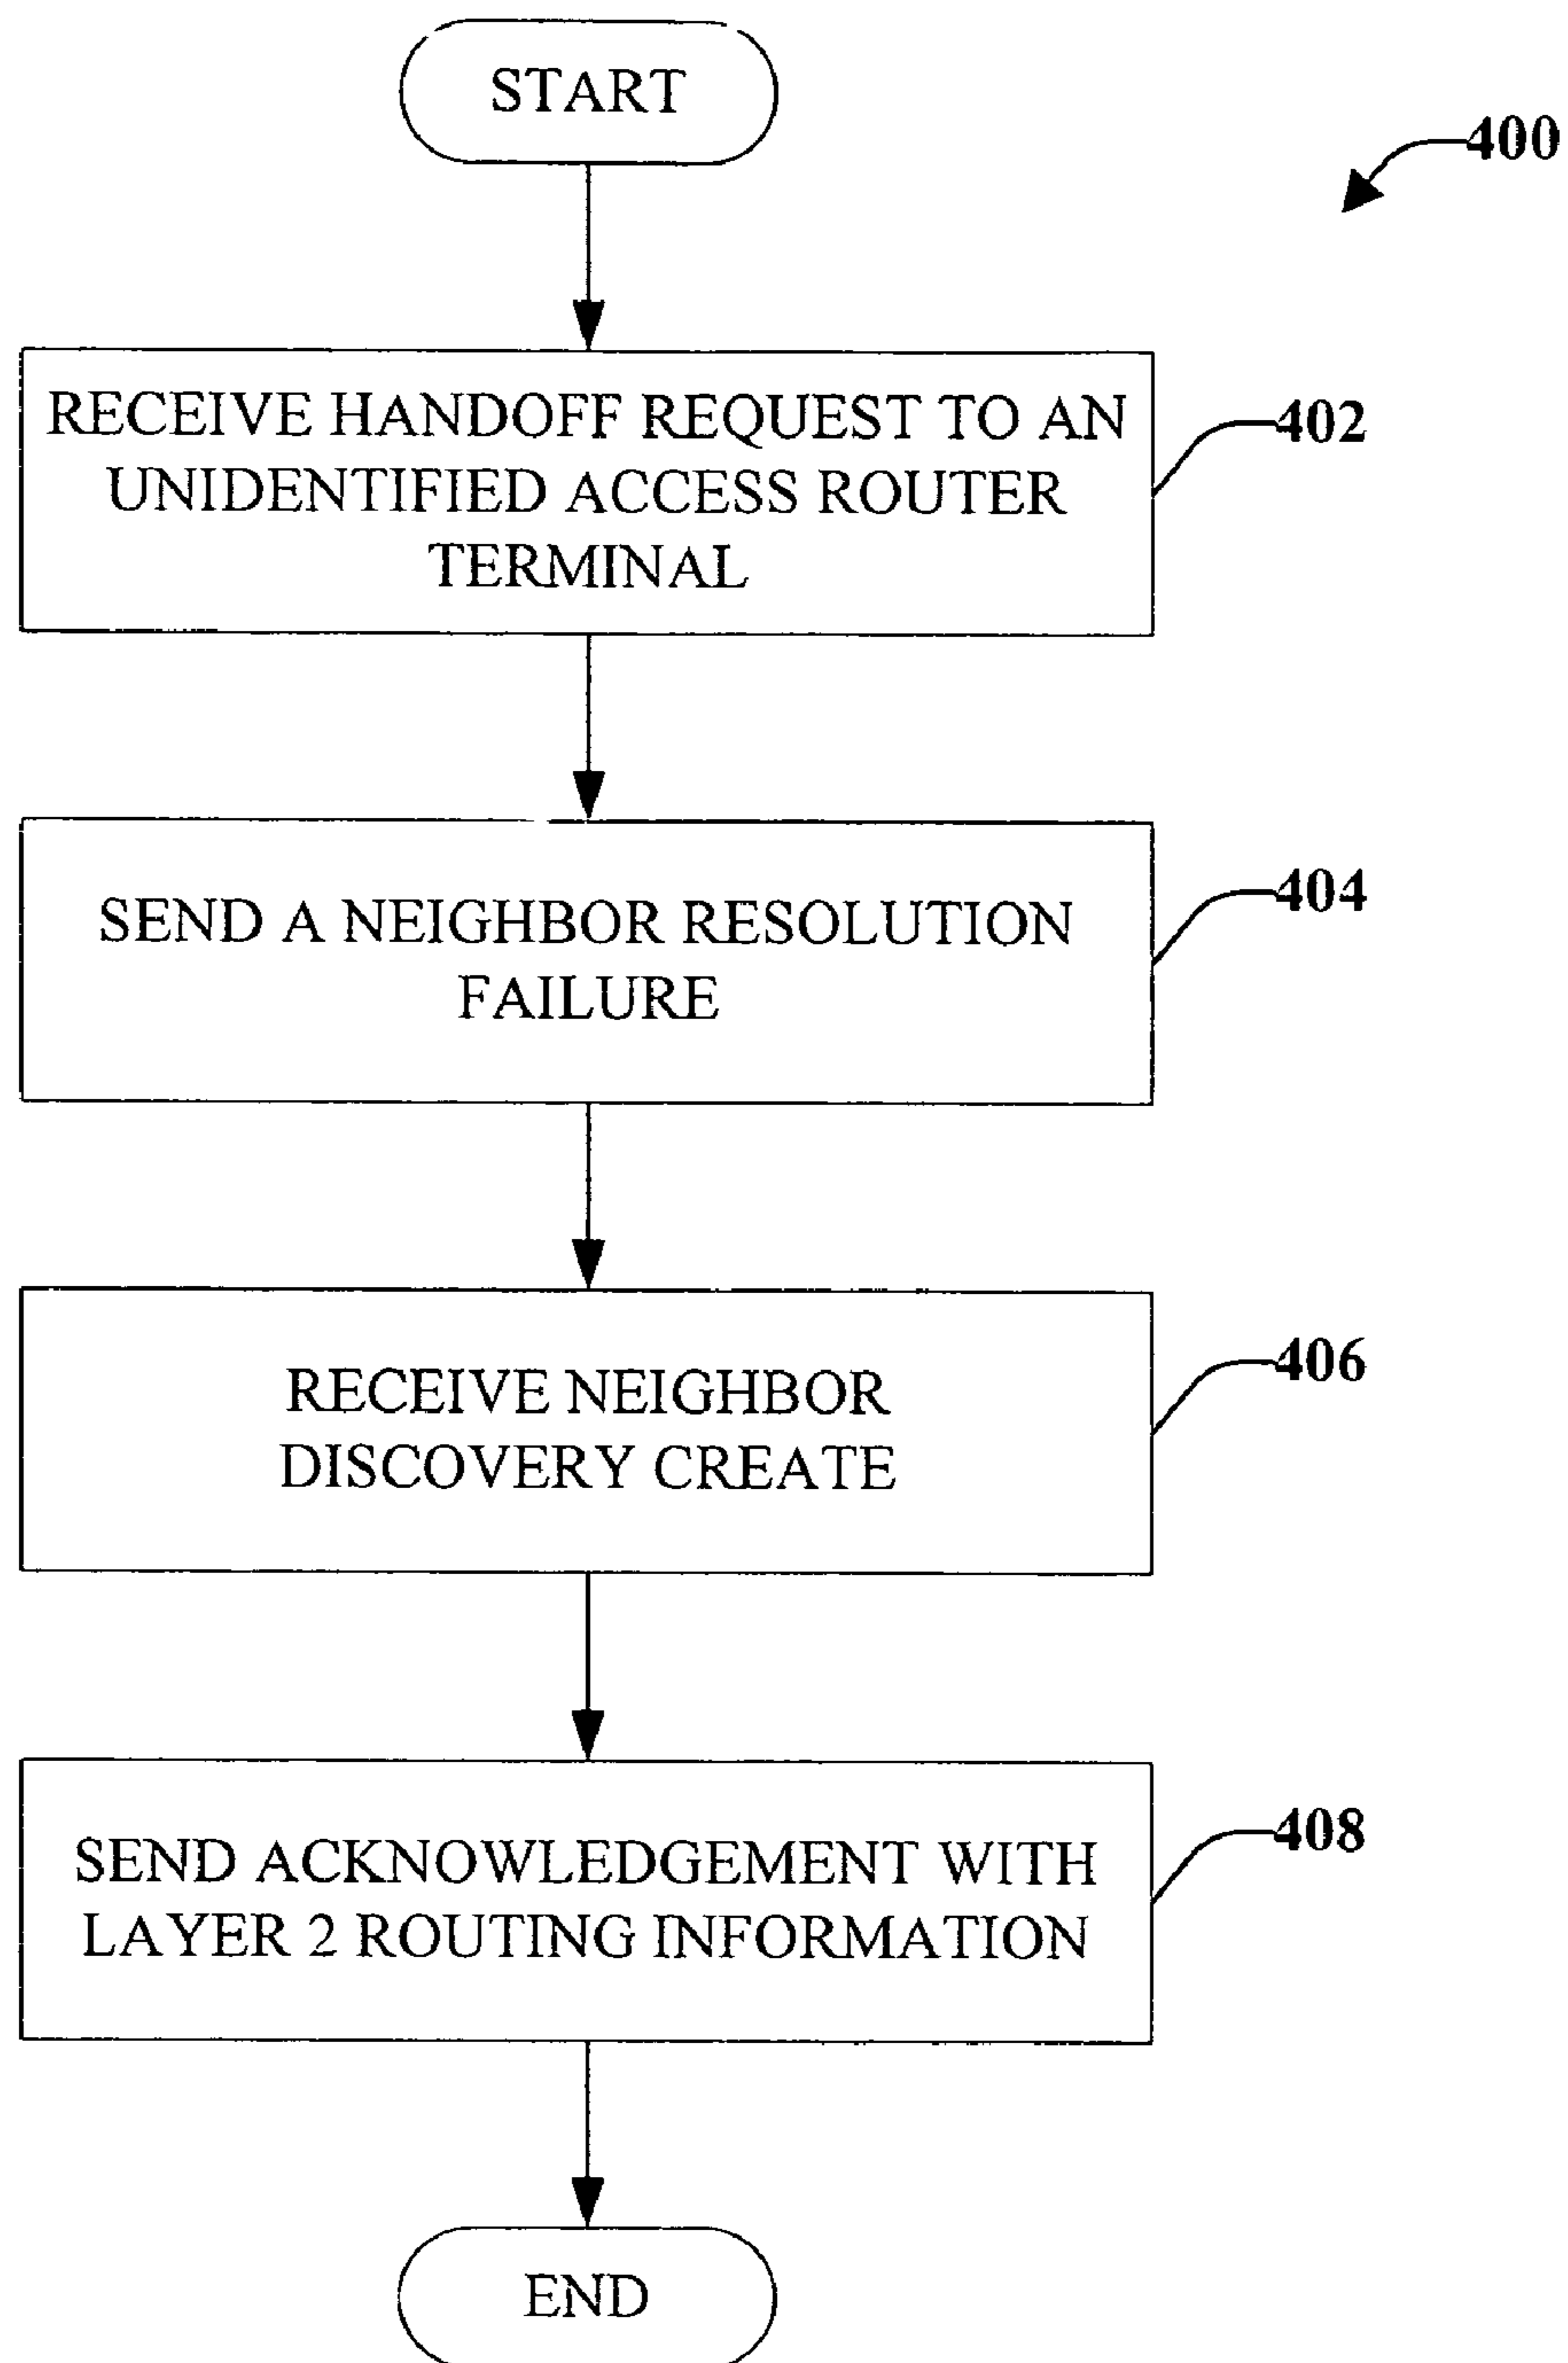 START
400
RECEIVE HANDOFF REQUEST TO AN
UNIDENTIFIED ACCESS ROUTER
TERMINAL
402
SEND A NEIGHBOR RESOLUTION
FAILURE
404
RECEIVE NEIGHBOR
DISCOVERY CREATE
406
SEND ACKNOWLEDGEMENT WITH
LAYER 2 ROUTING INFORMATION
408
END